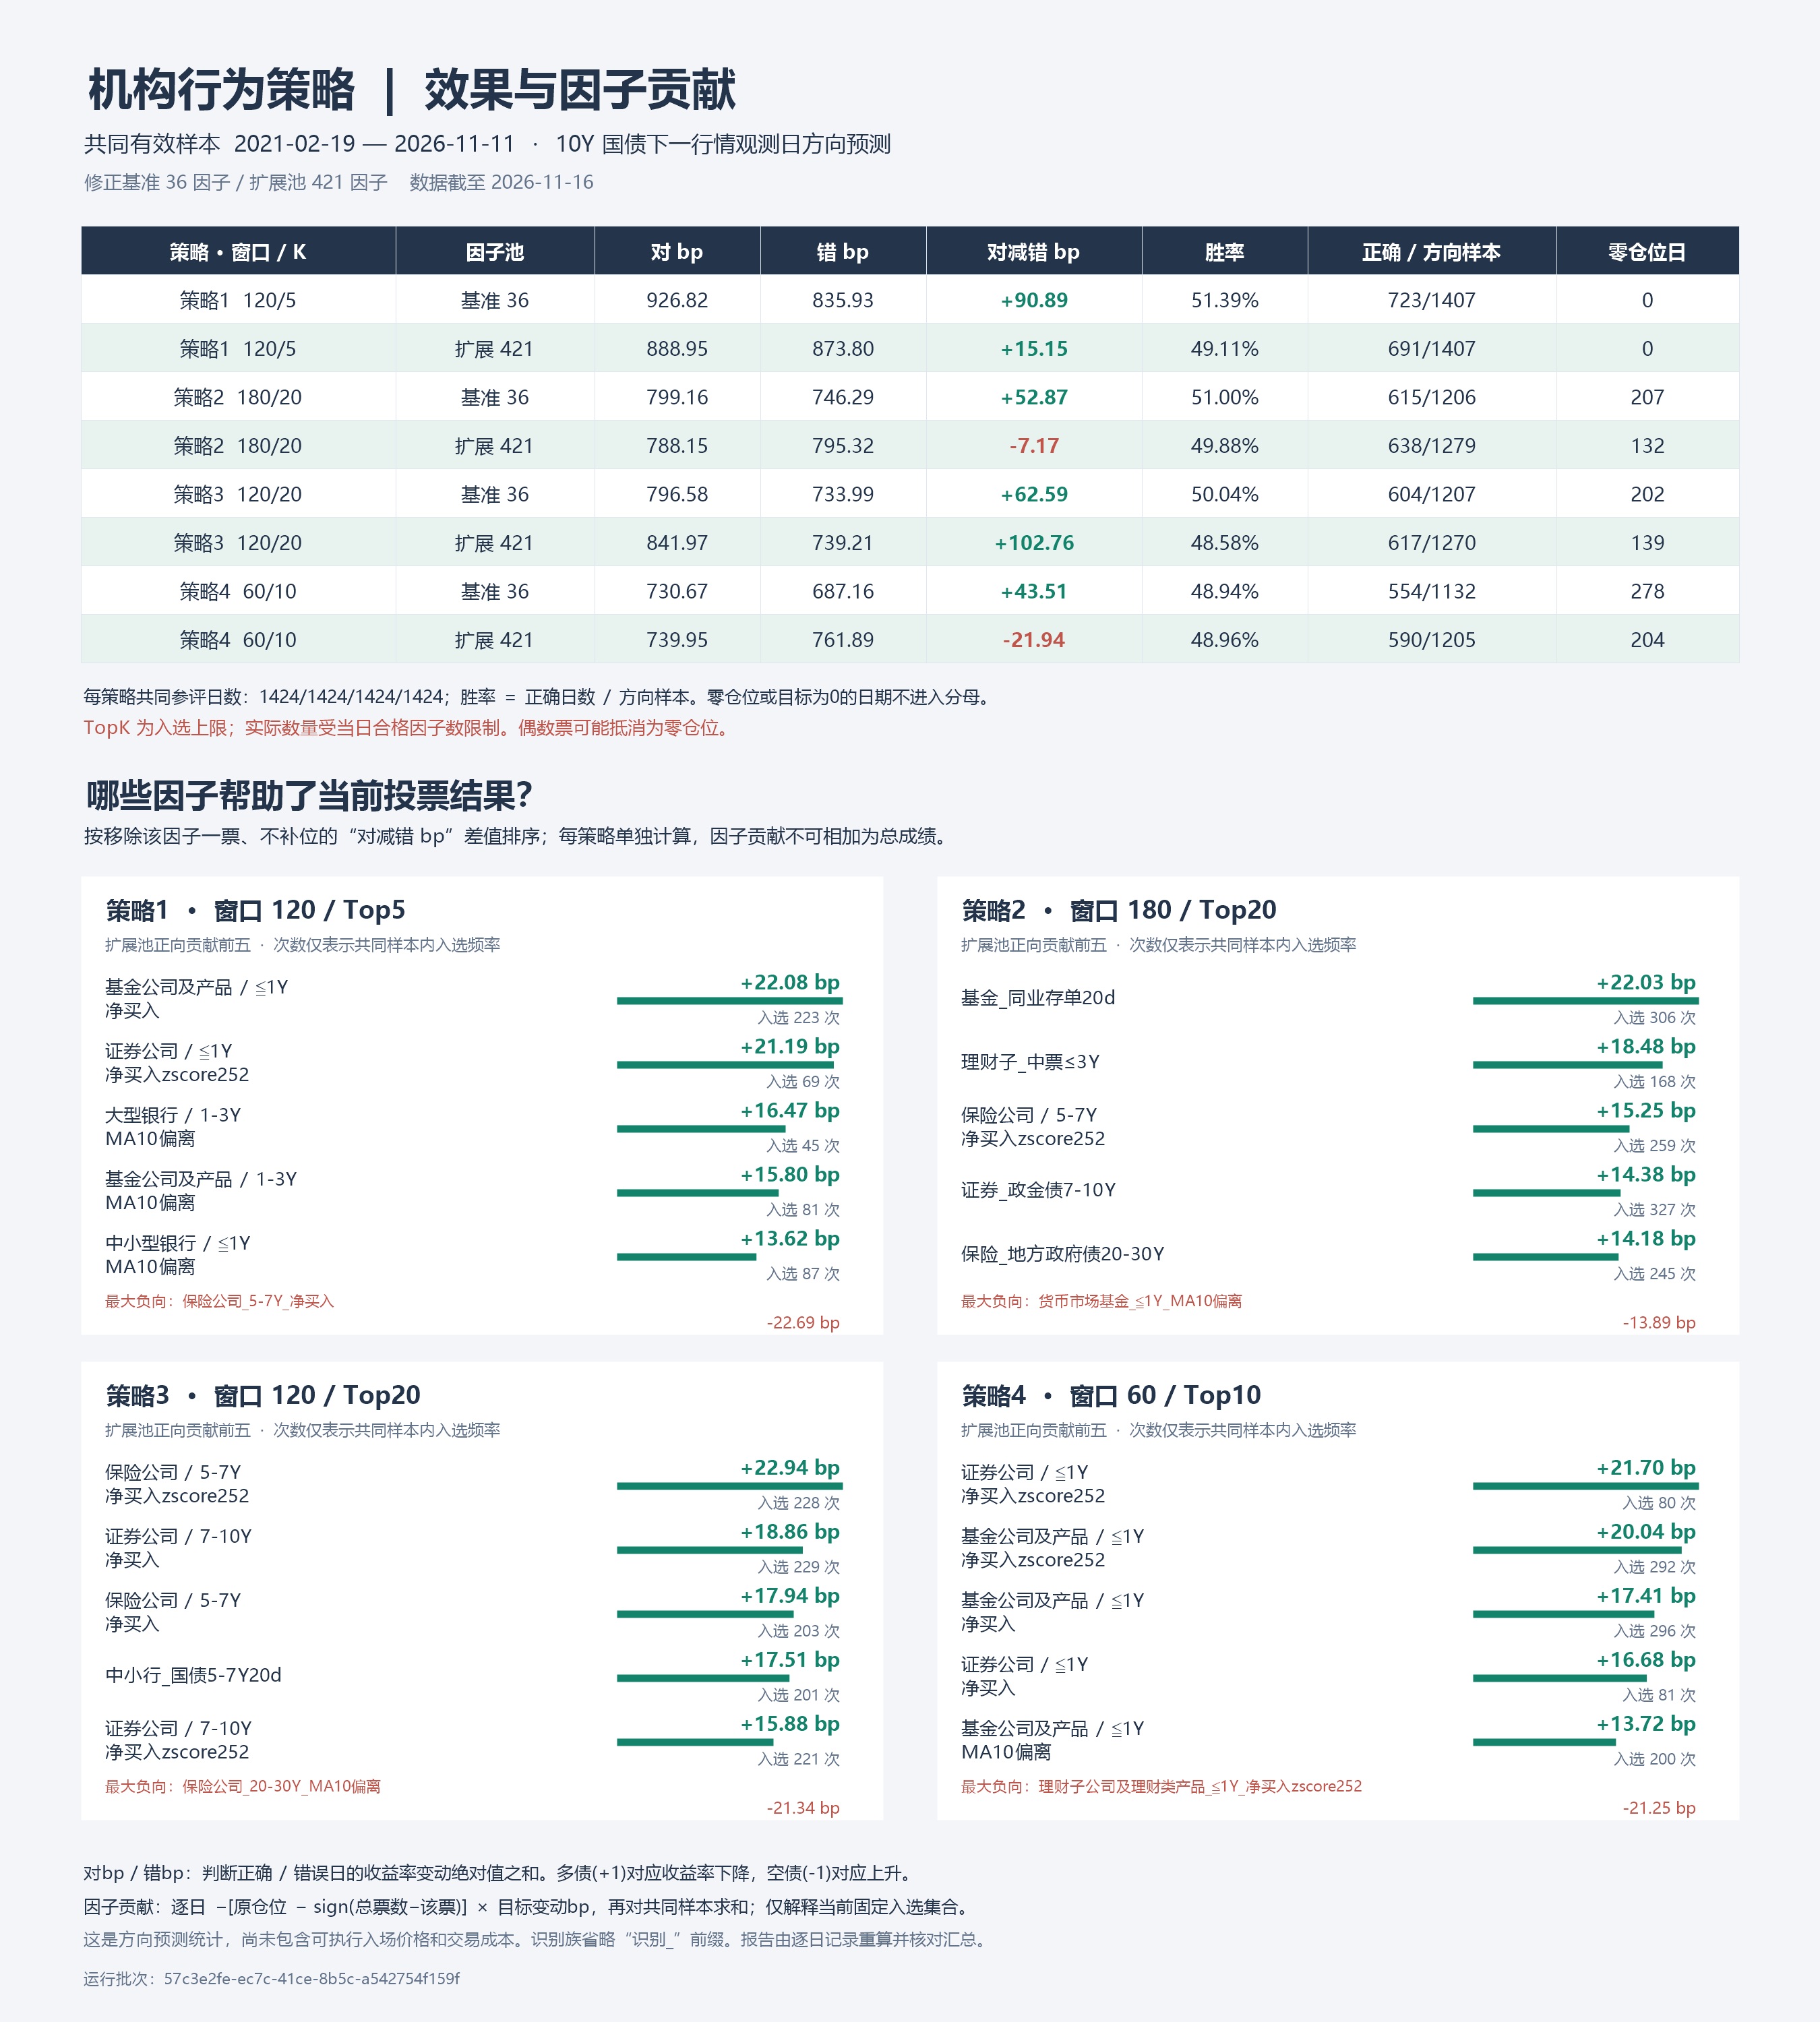 机构行为策略 | 效果与因子贡献
共同有效样本 2021-02-19 — 2026-11-11 · 10Y 国债下一行情观测日方向预测
修正基准 36 因子 / 扩展池 421 因子 数据截至 2026-11-16
策略·窗口 / K 因子池 对 bp 错 bp 对减错 bp 胜率 正确 / 方向样本 零仓位日
策略1 120/5 基准 36 926.82 835.93 +90.89 51.39% 723/1407 0
策略1 120/5 扩展 421 888.95 873.80 +15.15 49.11% 691/1407 0
策略2 180/20 基准 36 799.16 746.29 +52.87 51.00% 615/1206 207
策略2 180/20 扩展 421 788.15 795.32 -7.17 49.88% 638/1279 132
策略3 120/20 基准 36 796.58 733.99 +62.59 50.04% 604/1207 202
策略3 120/20 扩展 421 841.97 739.21 +102.76 48.58% 617/1270 139
策略4 60/10 基准 36 730.67 687.16 +43.51 48.94% 554/1132 278
策略4 60/10 扩展 421 739.95 761.89 -21.94 48.96% 590/1205 204
每策略共同参评日数：1424/1424/1424/1424；胜率 = 正确日数 / 方向样本。零仓位或目标为0的日期不进入分母。
TopK 为入选上限；实际数量受当日合格因子数限制。偶数票可能抵消为零仓位。
哪些因子帮助了当前投票结果？
按移除该因子一票、不补位的“对减错 bp”差值排序；每策略单独计算，因子贡献不可相加为总成绩。
策略1 · 窗口 120 / Top5
扩展池正向贡献前五 · 次数仅表示共同样本内入选频率
基金公司及产品 / ≦1Y
净买入
+22.08 bp
入选 223 次
证券公司 / ≦1Y
净买入zscore252
+21.19 bp
入选 69 次
大型银行 / 1-3Y
MA10偏离
+16.47 bp
入选 45 次
基金公司及产品 / 1-3Y
MA10偏离
+15.80 bp
入选 81 次
中小型银行 / ≦1Y
MA10偏离
+13.62 bp
入选 87 次
最大负向：保险公司_5-7Y_净买入
-22.69 bp
策略2 · 窗口 180 / Top20
扩展池正向贡献前五 · 次数仅表示共同样本内入选频率
基金_同业存单20d
+22.03 bp
入选 306 次
理财子_中票≤3Y
+18.48 bp
入选 168 次
保险公司 / 5-7Y
净买入zscore252
+15.25 bp
入选 259 次
证券_政金债7-10Y
+14.38 bp
入选 327 次
保险_地方政府债20-30Y
+14.18 bp
入选 245 次
最大负向：货币市场基金_≦1Y_MA10偏离
-13.89 bp
策略3 · 窗口 120 / Top20
扩展池正向贡献前五 · 次数仅表示共同样本内入选频率
保险公司 / 5-7Y
净买入zscore252
+22.94 bp
入选 228 次
证券公司 / 7-10Y
净买入
+18.86 bp
入选 229 次
保险公司 / 5-7Y
净买入
+17.94 bp
入选 203 次
中小行_国债5-7Y20d
+17.51 bp
入选 201 次
证券公司 / 7-10Y
净买入zscore252
+15.88 bp
入选 221 次
最大负向：保险公司_20-30Y_MA10偏离
-21.34 bp
策略4 · 窗口 60 / Top10
扩展池正向贡献前五 · 次数仅表示共同样本内入选频率
证券公司 / ≦1Y
净买入zscore252
+21.70 bp
入选 80 次
基金公司及产品 / ≦1Y
净买入zscore252
+20.04 bp
入选 292 次
基金公司及产品 / ≦1Y
净买入
+17.41 bp
入选 296 次
证券公司 / ≦1Y
净买入
+16.68 bp
入选 81 次
基金公司及产品 / ≦1Y
MA10偏离
+13.72 bp
入选 200 次
最大负向：理财子公司及理财类产品_≦1Y_净买入zscore252
-21.25 bp
对bp / 错bp：判断正确 / 错误日的收益率变动绝对值之和。多债(+1)对应收益率下降，空债(-1)对应上升。
因子贡献：逐日 −[原仓位 − sign(总票数−该票)] × 目标变动bp，再对共同样本求和；仅解释当前固定入选集合。
这是方向预测统计，尚未包含可执行入场价格和交易成本。识别族省略“识别_”前缀。报告由逐日记录重算并核对汇总。
运行批次：57c3e2fe-ec7c-41ce-8b5c-a542754f159f